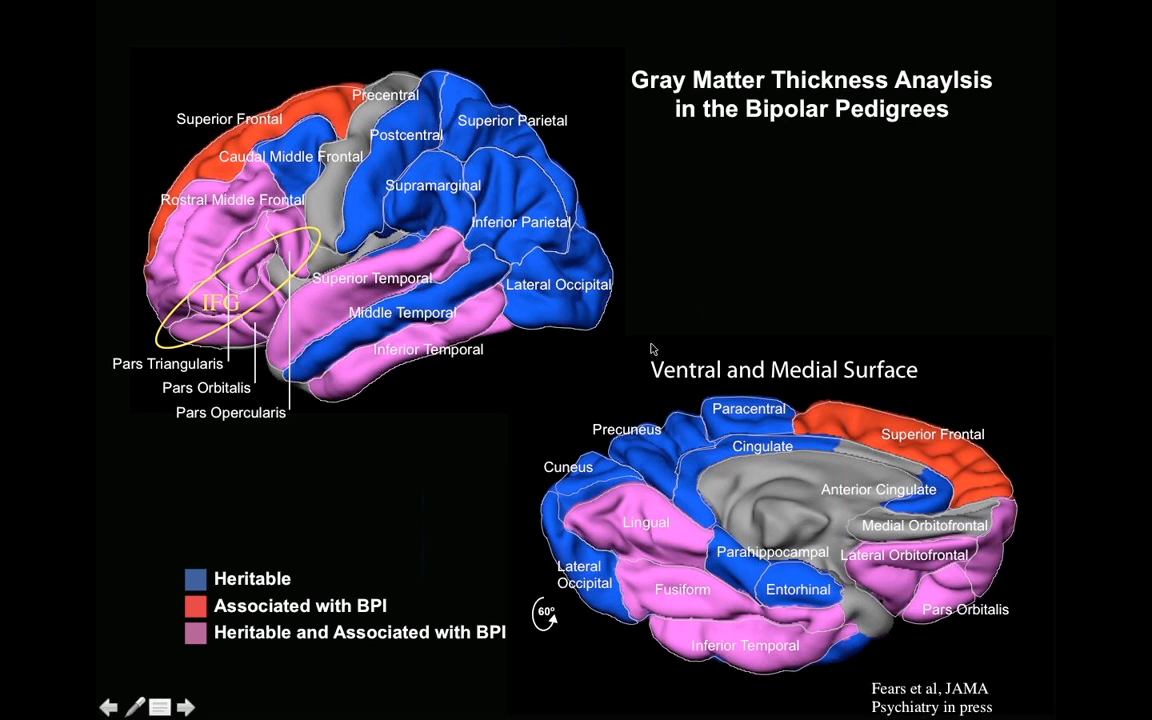 Gray Matter Thickness Anaylsis
in the Bipolar Pedigrees
Precentral
Superior Frontal
Superior Parietal
Postcentral
Caudal Middle Frontal
Supramarginal
Rostral Middle Frontal
Inferior Parietal
Superior Temporal
Lateral Occipital
IFG
Middle Temporal
Inferior Temporal
Pars Triangularis
Pars Orbitalis
Pars Opercularis
Ventral and Medial Surface
Paracentral
Precuneus
Superior Frontal
Cingulate
Cuneus
Anterior Cingulate
Lingual
Medial Orbitofrontal
Parahippocampal
Lateral Orbitofrontal
Lateral
Occipital
Fusiform
Entorhinal
Pars Orbitalis
60º
Inferior Temporal
Heritable
Associated with BPI
Heritable and Associated with BPI
Fears et al, JAMA
Psychiatry in press